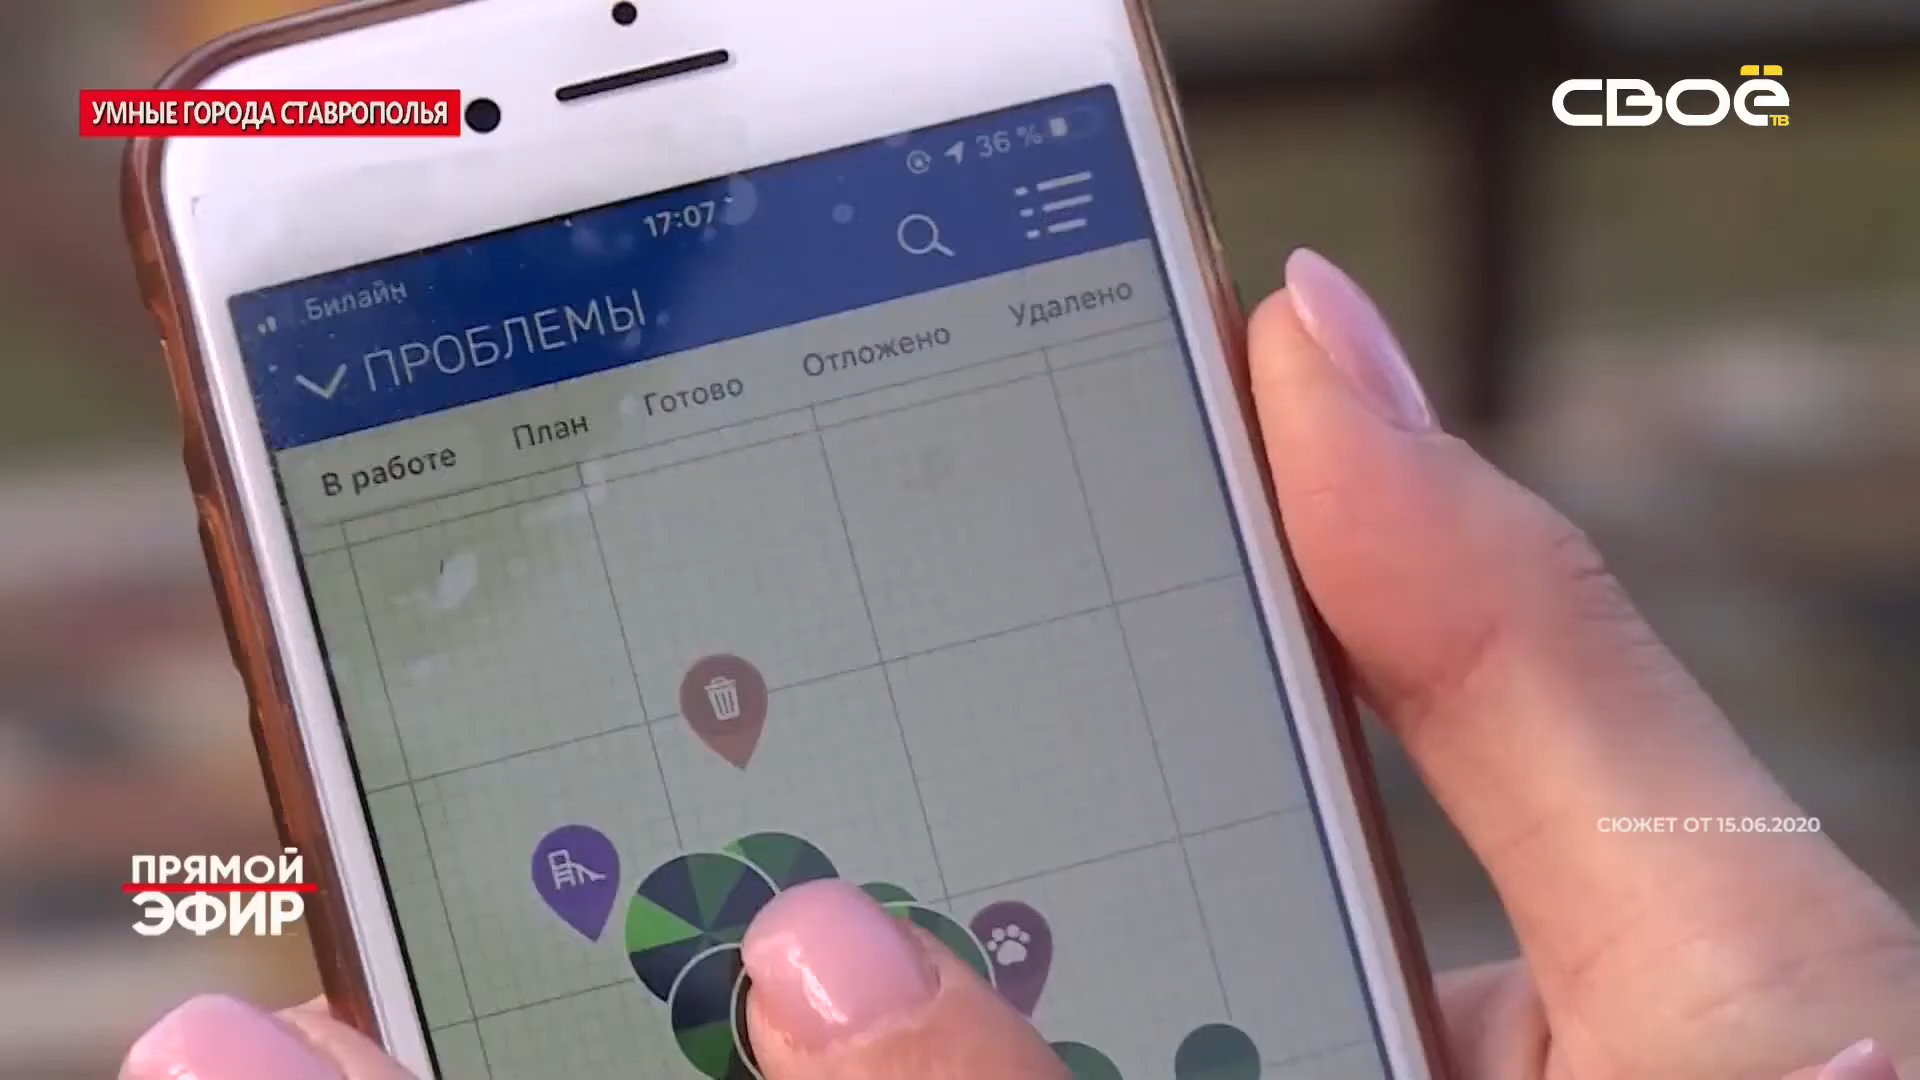 УМНЫЕ ГОРОДА СТАВРОПОЛЬЯ
СВОЁ
ТВ
36 %
17:07
Билайн
ПРОБЛЕМЫ
В работе
План
Готово
Отложено
Удалено
СЮЖЕТ ОТ 15.06.2020
ПРЯМОЙ
ЭФИР